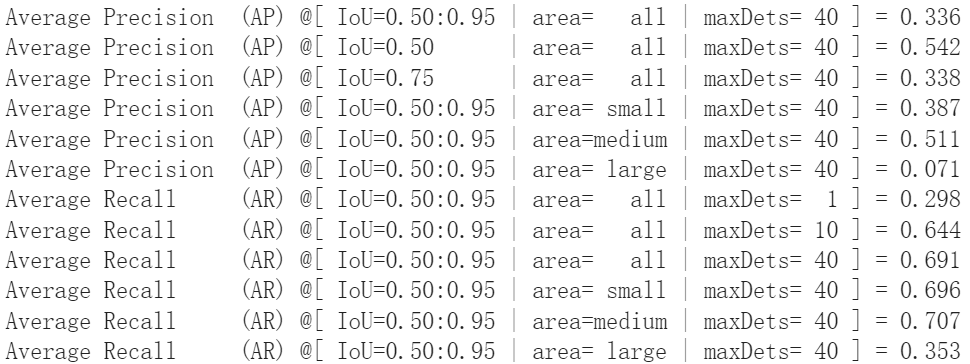 Average Precision  (AP) @[ IoU=0.50:0.95 | area=   all | maxDets= 40 ] = 0.336
Average Precision  (AP) @[ IoU=0.50      | area=   all | maxDets= 40 ] = 0.542
Average Precision  (AP) @[ IoU=0.75      | area=   all | maxDets= 40 ] = 0.338
Average Precision  (AP) @[ IoU=0.50:0.95 | area= small | maxDets= 40 ] = 0.387
Average Precision  (AP) @[ IoU=0.50:0.95 | area=medium | maxDets= 40 ] = 0.511
Average Precision  (AP) @[ IoU=0.50:0.95 | area= large | maxDets= 40 ] = 0.071
Average Recall     (AR) @[ IoU=0.50:0.95 | area=   all | maxDets=  1 ] = 0.298
Average Recall     (AR) @[ IoU=0.50:0.95 | area=   all | maxDets= 10 ] = 0.644
Average Recall     (AR) @[ IoU=0.50:0.95 | area=   all | maxDets= 40 ] = 0.691
Average Recall     (AR) @[ IoU=0.50:0.95 | area= small | maxDets= 40 ] = 0.696
Average Recall     (AR) @[ IoU=0.50:0.95 | area=medium | maxDets= 40 ] = 0.707
Average Recall     (AR) @[ IoU=0.50:0.95 | area= large | maxDets= 40 ] = 0.353